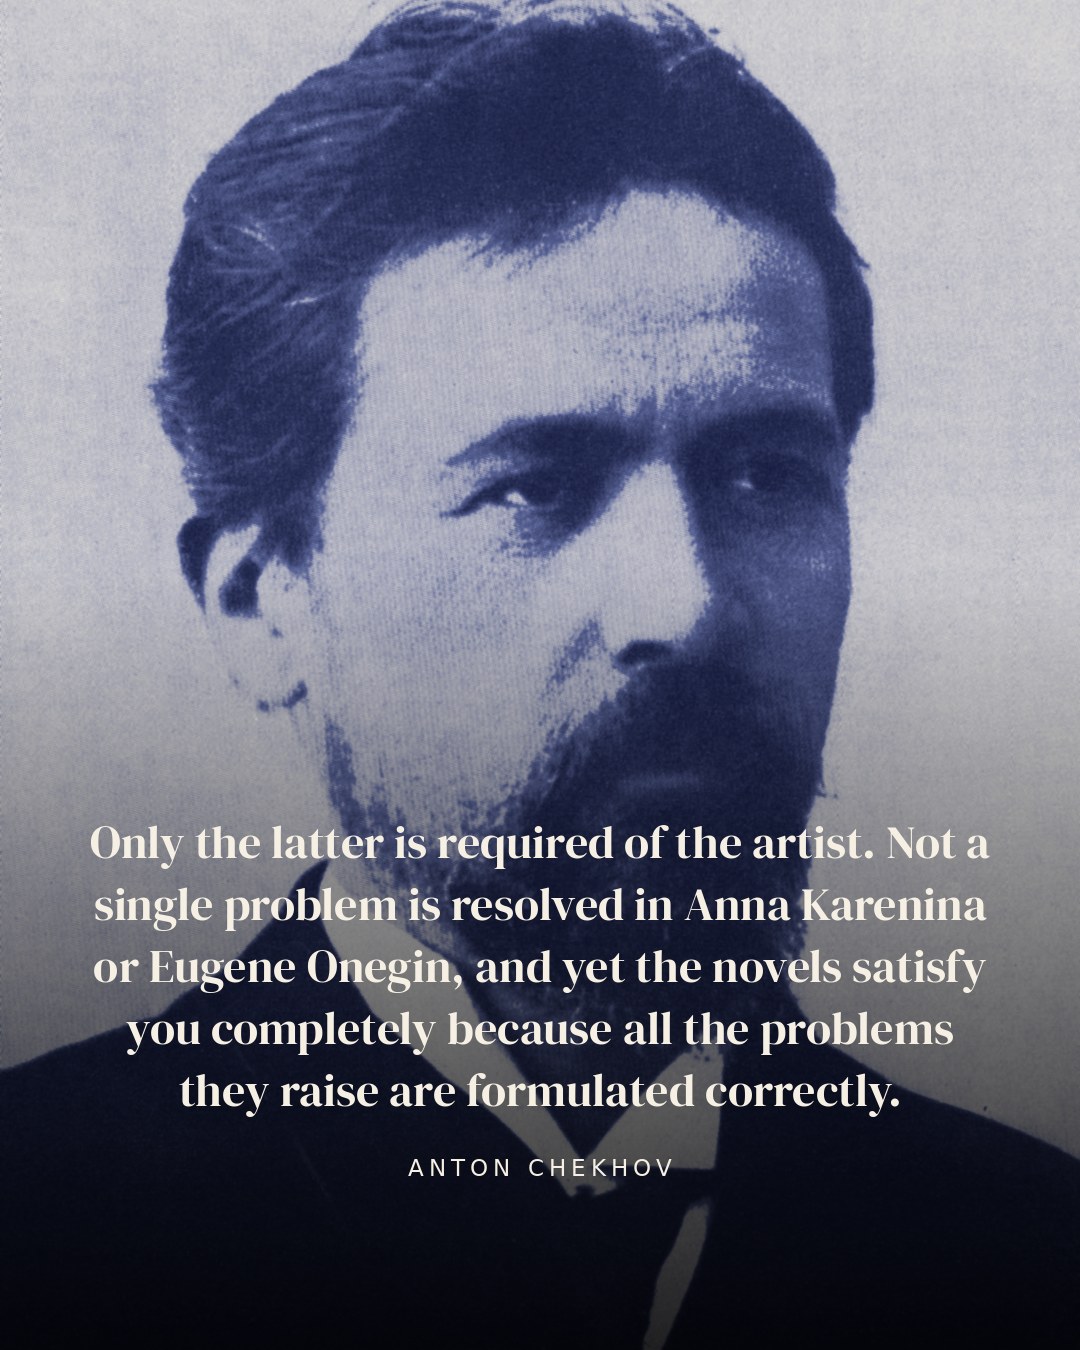 Only the latter is required of the artist. Not a
single problem is resolved in Anna Karenina
or Eugene Onegin, and yet the novels satisfy
you completely because all the problems
they raise are formulated correctly.
ANTON CHEKHOV